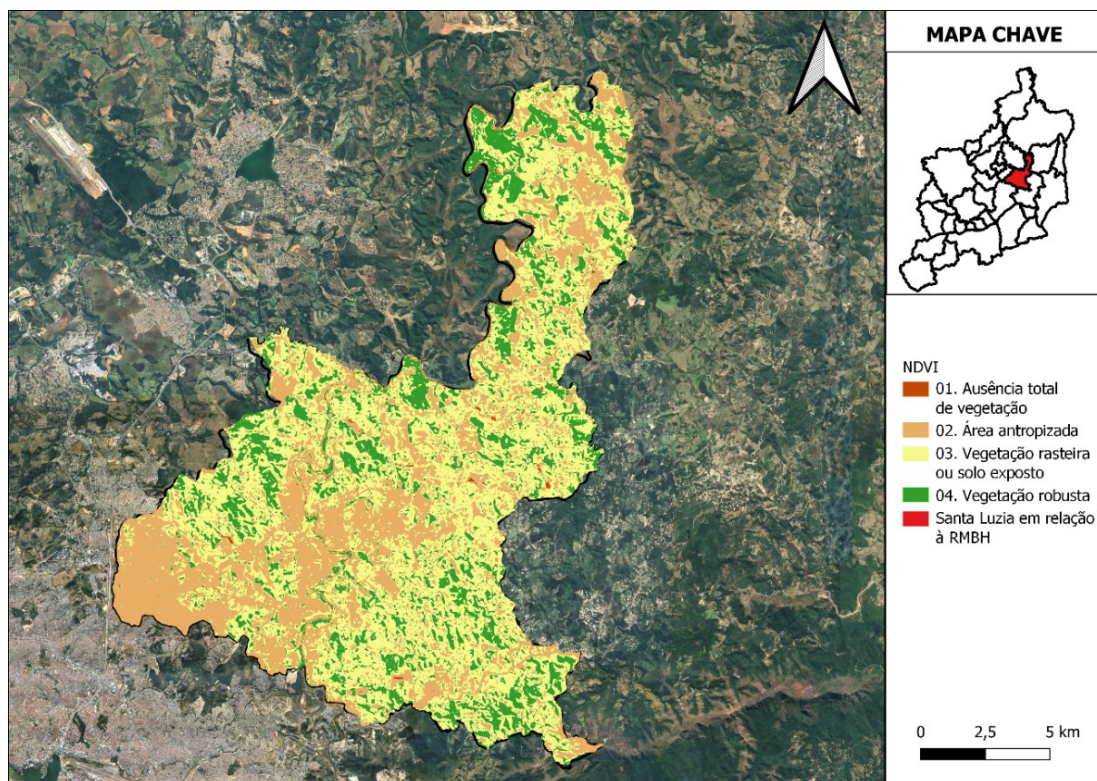 MAPA CHAVE
NDVI
01. Ausência total
de vegetação
02. Área antropizada
03. Vegetação rasteira
ou solo exposto
04. Vegetação robusta
Santa Luzia em relação
à RMBH
0 2,5 5 km